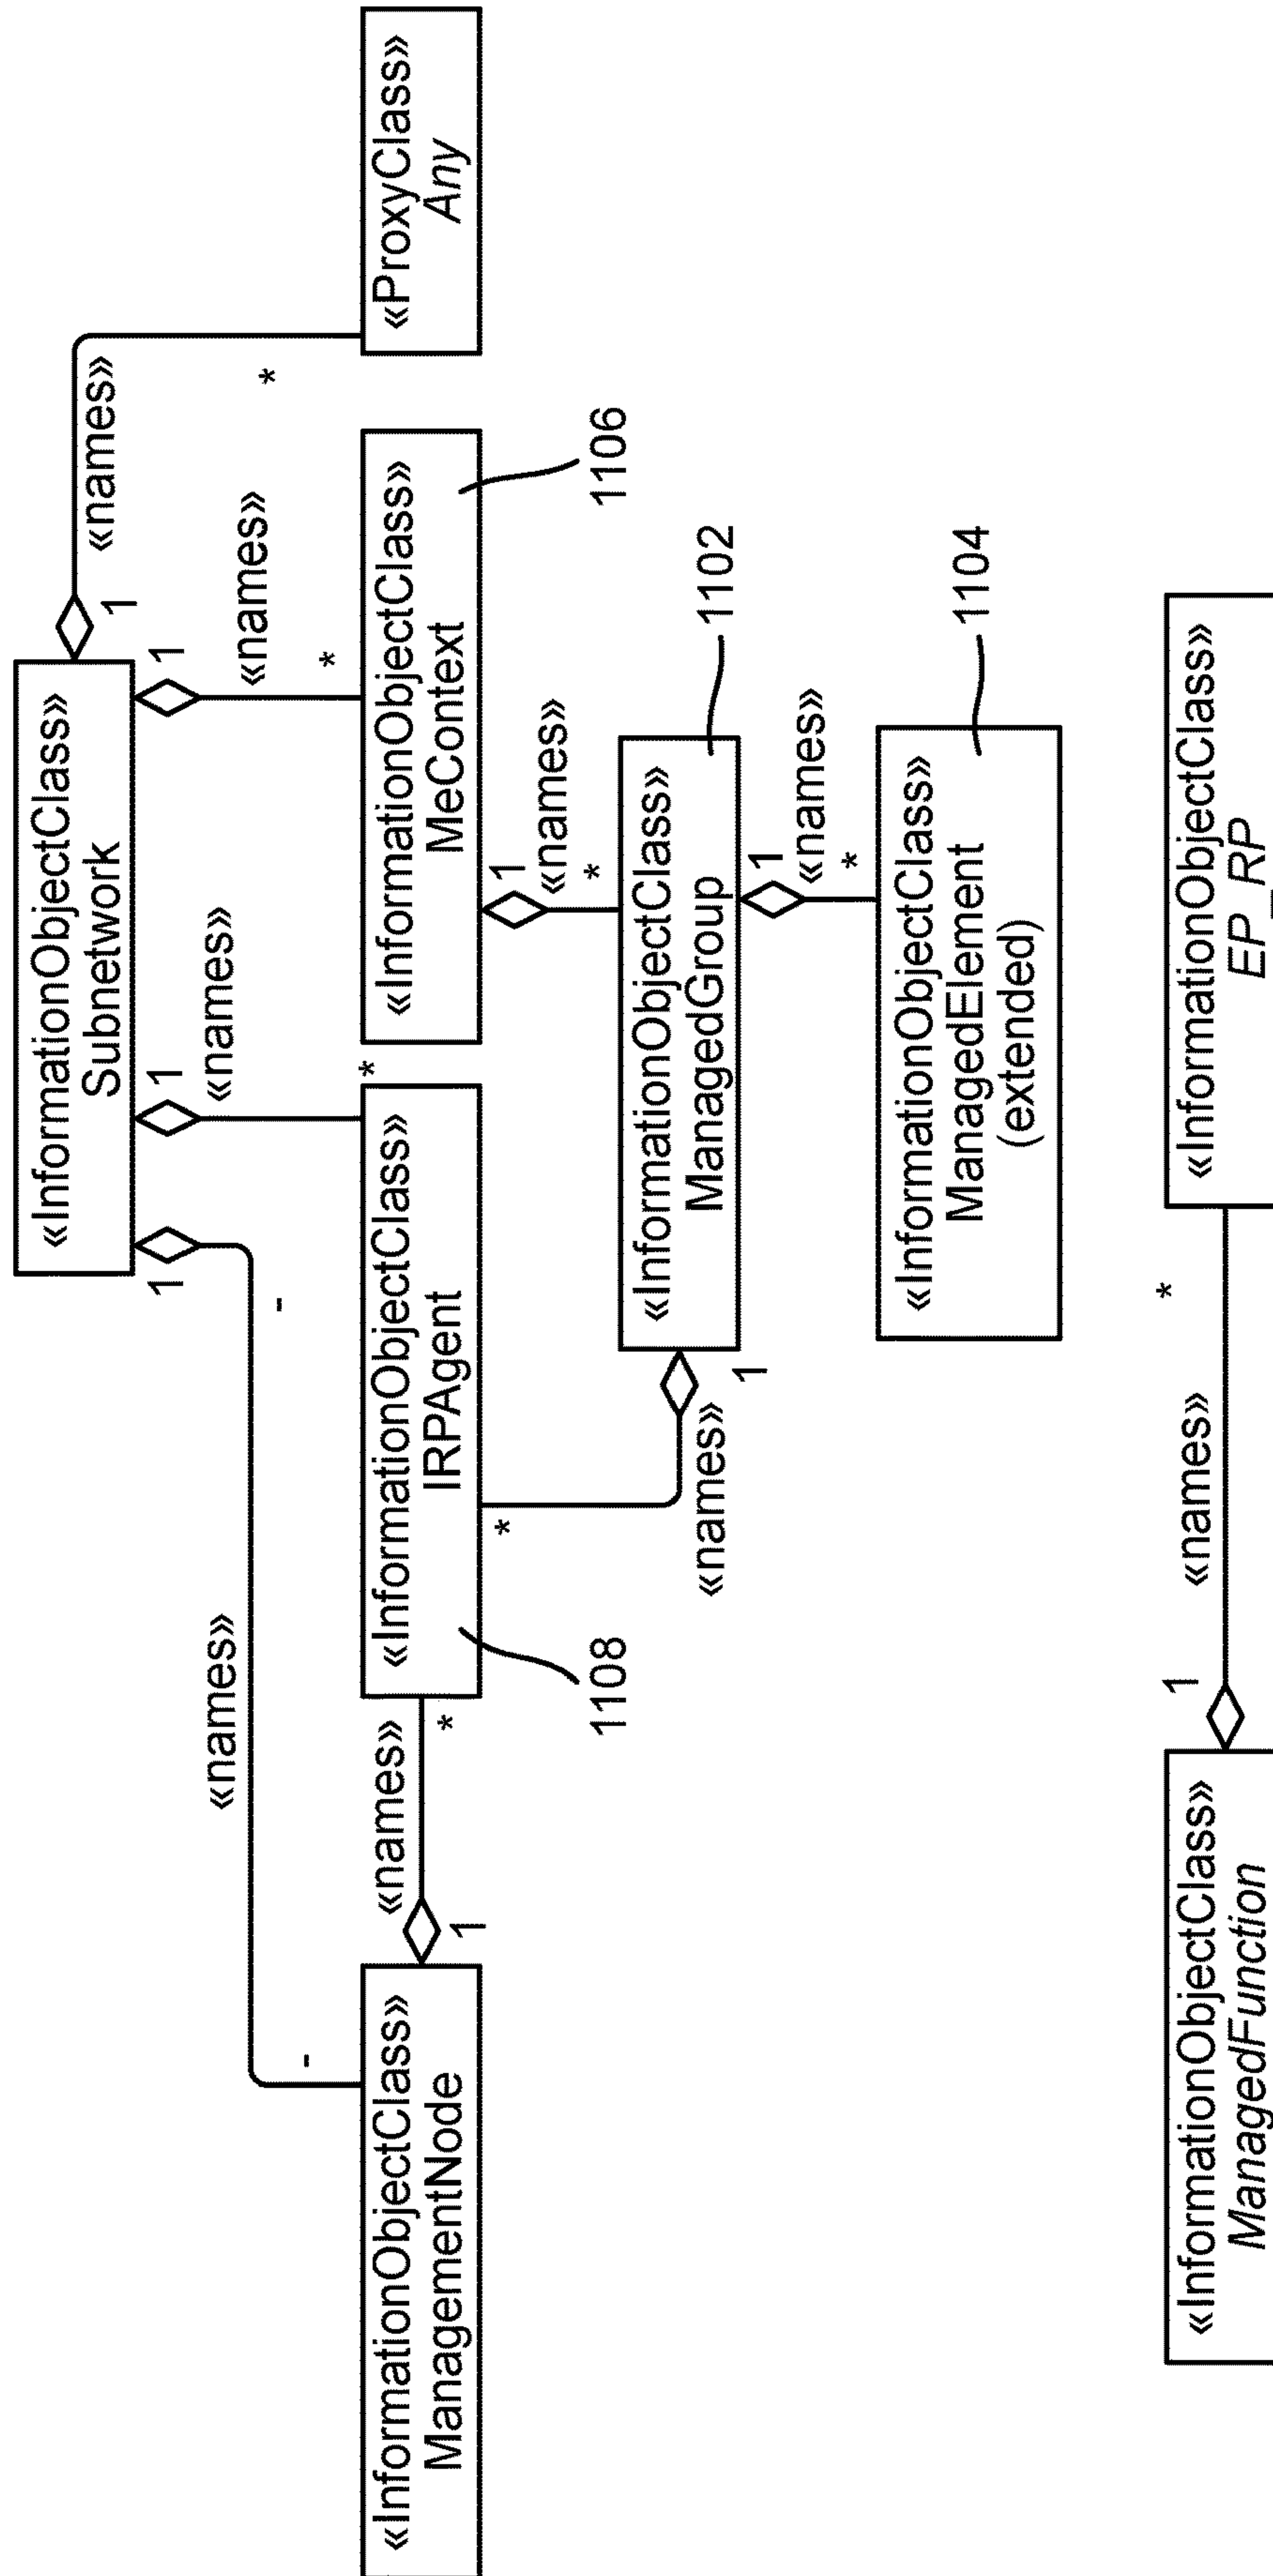 «InformationObjectClass»
Subnetwork
1
«names»
-
-
1
«names»
*
1
«names»
*
1
«names»
*
«InformationObjectClass»
ManagementNode
1
«names»
*
«InformationObjectClass»
IRPAgent
1108
«InformationObjectClass»
MeContext
1106
«ProxyClass»
Any
*
«names»
1
1
«names»
*
«InformationObjectClass»
ManagedGroup
1102
1
«names»
*
«InformationObjectClass»
ManagedElement
(extended)
1104
«InformationObjectClass»
ManagedFunction
1
«names»
*
«InformationObjectClass»
EP_RP